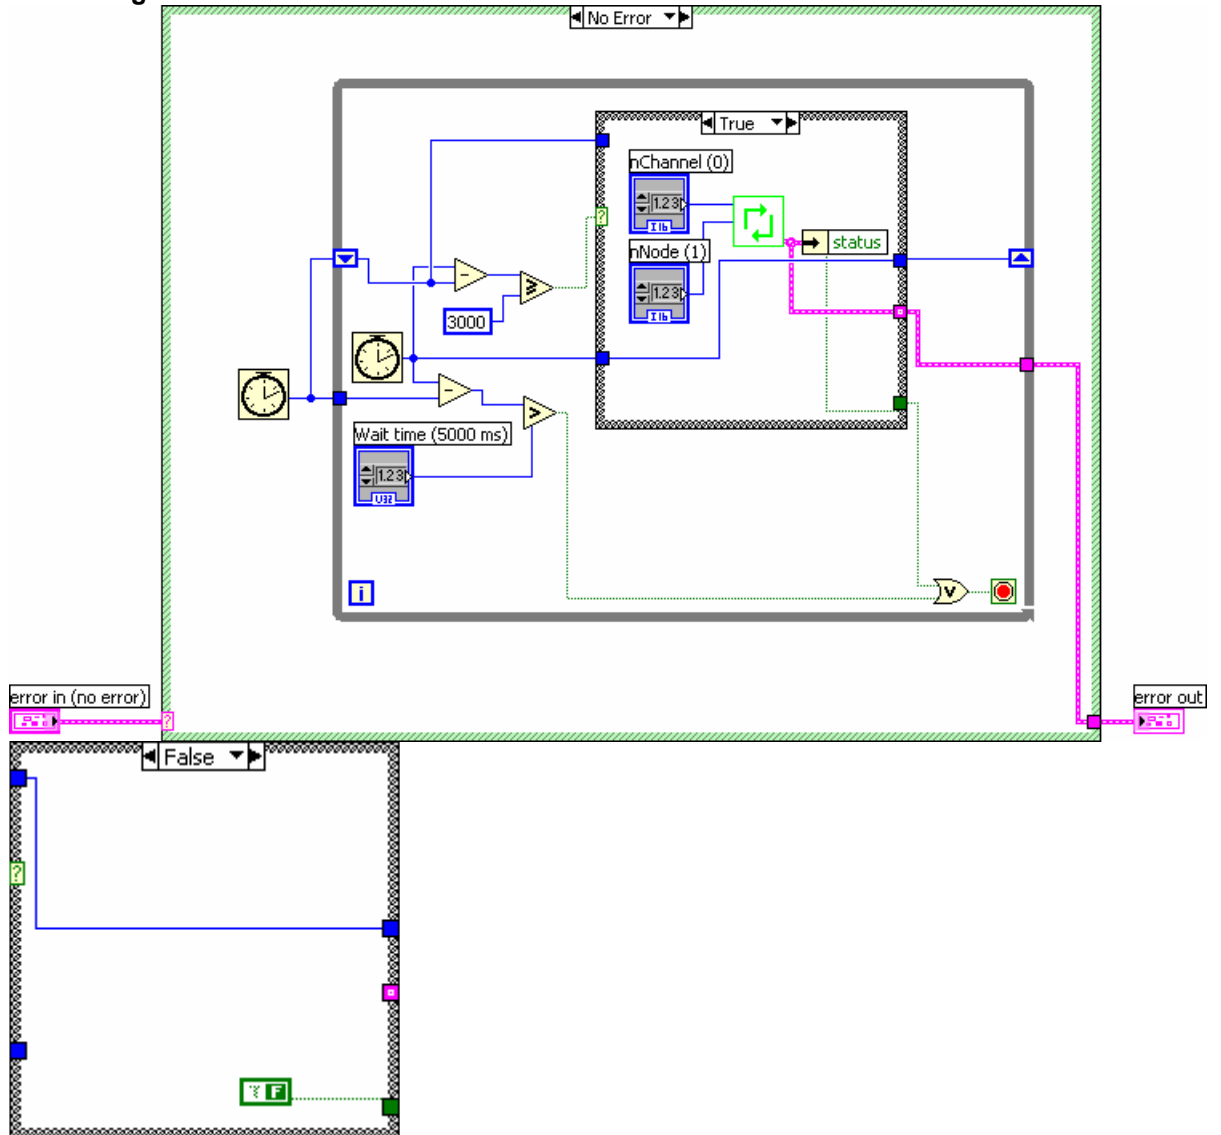 No Error
True
nChannel (0)
1.23
I16
status
nNode (1)
1.23
I16
3000
Wait time (5000 ms)
1.23
U32
i
V
error in (no error)
?
?
error out
False
?
F